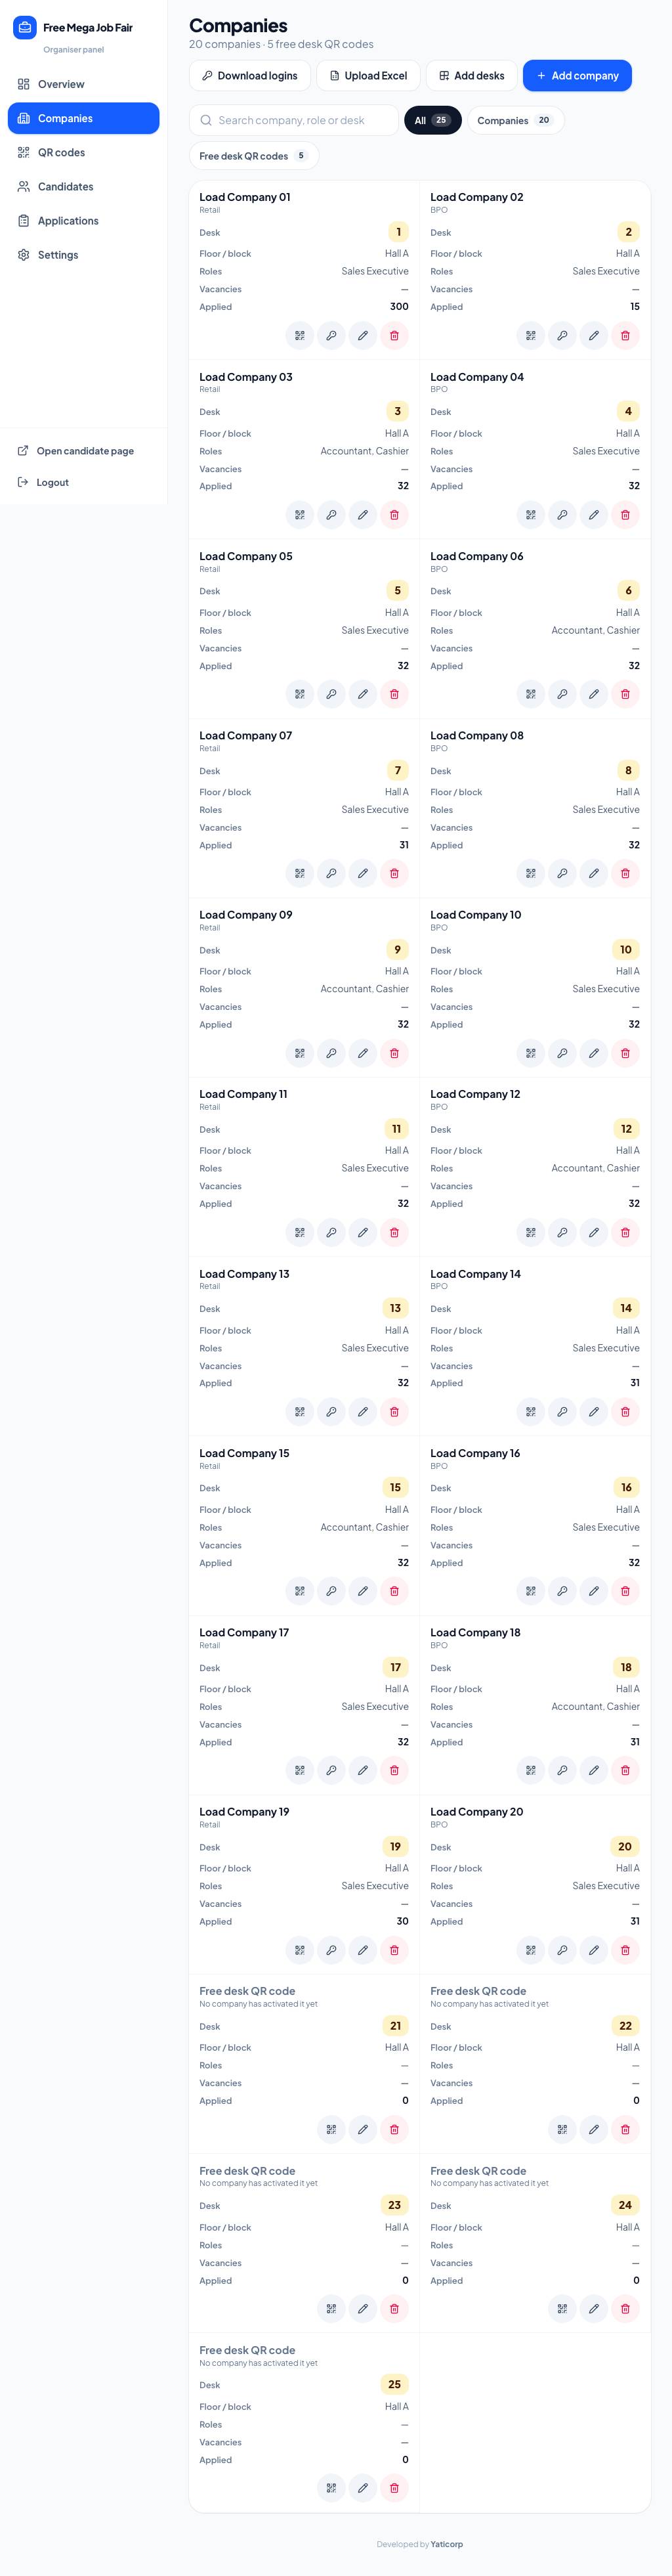 Free Mega Job Fair
Organiser panel
Overview
Companies
QR codes
Candidates
Applications
Settings
Open candidate page
Logout
Companies
20 companies · 5 free desk QR codes
Download logins
Upload Excel
Add desks
Add company
Search company, role or desk
All 25
Companies 20
Free desk QR codes 5
Load Company 01
Retail
Desk 1
Floor / block Hall A
Roles Sales Executive
Vacancies —
Applied 300
Load Company 02
BPO
Desk 2
Floor / block Hall A
Roles Sales Executive
Vacancies —
Applied 15
Load Company 03
Retail
Desk 3
Floor / block Hall A
Roles Accountant, Cashier
Vacancies —
Applied 32
Load Company 04
BPO
Desk 4
Floor / block Hall A
Roles Sales Executive
Vacancies —
Applied 32
Load Company 05
Retail
Desk 5
Floor / block Hall A
Roles Sales Executive
Vacancies —
Applied 32
Load Company 06
BPO
Desk 6
Floor / block Hall A
Roles Accountant, Cashier
Vacancies —
Applied 32
Load Company 07
Retail
Desk 7
Floor / block Hall A
Roles Sales Executive
Vacancies —
Applied 31
Load Company 08
BPO
Desk 8
Floor / block Hall A
Roles Sales Executive
Vacancies —
Applied 32
Load Company 09
Retail
Desk 9
Floor / block Hall A
Roles Accountant, Cashier
Vacancies —
Applied 32
Load Company 10
BPO
Desk 10
Floor / block Hall A
Roles Sales Executive
Vacancies —
Applied 32
Load Company 11
Retail
Desk 11
Floor / block Hall A
Roles Sales Executive
Vacancies —
Applied 32
Load Company 12
BPO
Desk 12
Floor / block Hall A
Roles Accountant, Cashier
Vacancies —
Applied 32
Load Company 13
Retail
Desk 13
Floor / block Hall A
Roles Sales Executive
Vacancies —
Applied 32
Load Company 14
BPO
Desk 14
Floor / block Hall A
Roles Sales Executive
Vacancies —
Applied 31
Load Company 15
Retail
Desk 15
Floor / block Hall A
Roles Accountant, Cashier
Vacancies —
Applied 32
Load Company 16
BPO
Desk 16
Floor / block Hall A
Roles Sales Executive
Vacancies —
Applied 32
Load Company 17
Retail
Desk 17
Floor / block Hall A
Roles Sales Executive
Vacancies —
Applied 32
Load Company 18
BPO
Desk 18
Floor / block Hall A
Roles Accountant, Cashier
Vacancies —
Applied 31
Load Company 19
Retail
Desk 19
Floor / block Hall A
Roles Sales Executive
Vacancies —
Applied 30
Load Company 20
BPO
Desk 20
Floor / block Hall A
Roles Sales Executive
Vacancies —
Applied 31
Free desk QR code
No company has activated it yet
Desk 21
Floor / block Hall A
Roles —
Vacancies —
Applied 0
Free desk QR code
No company has activated it yet
Desk 22
Floor / block Hall A
Roles —
Vacancies —
Applied 0
Free desk QR code
No company has activated it yet
Desk 23
Floor / block Hall A
Roles —
Vacancies —
Applied 0
Free desk QR code
No company has activated it yet
Desk 24
Floor / block Hall A
Roles —
Vacancies —
Applied 0
Free desk QR code
No company has activated it yet
Desk 25
Floor / block Hall A
Roles —
Vacancies —
Applied 0
Developed by Yaticorp